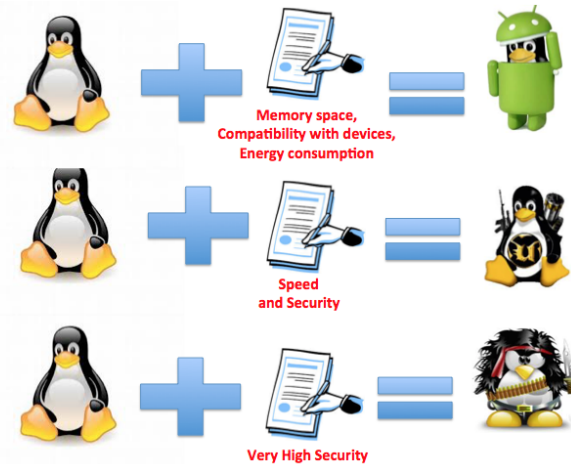 Memory space,
Compatibility with devices,
Energy consumption
Speed
and Security
Very High Security